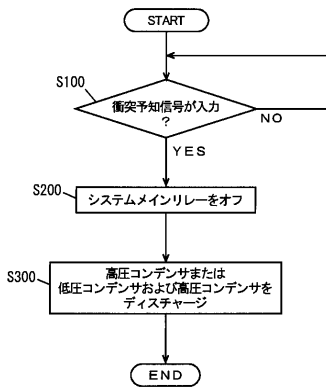 START
S100
衝突予知信号が入力
?
NO
YES
S200
システムメインリレーをオフ
S300
高圧コンデンサまたは
低圧コンデンサおよび高圧コンデンサを
ディスチャージ
END